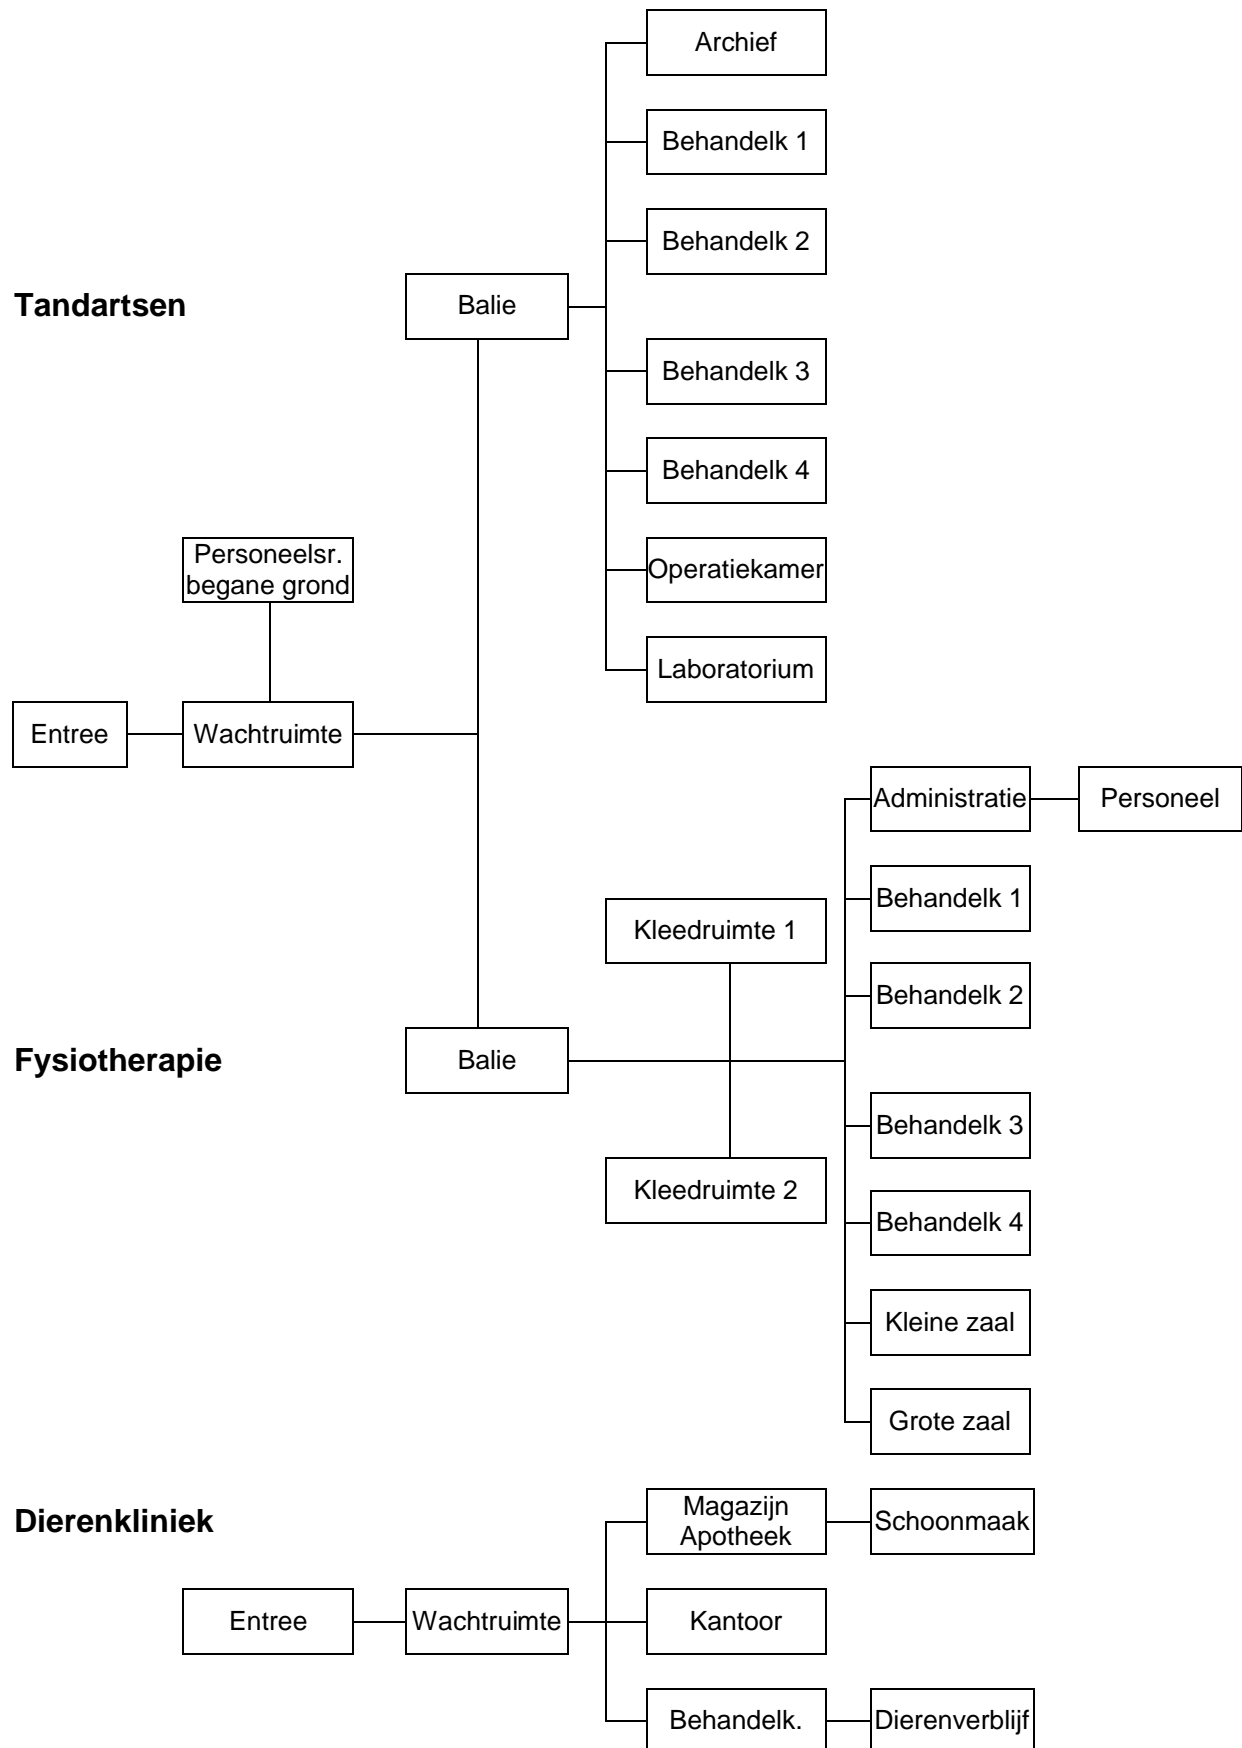 Archief
Behandelk 1
Behandelk 2
Tandartsen
Balie
Behandelk 3
Behandelk 4
Personeelsr.
begane grond
Operatiekamer
Laboratorium
Entree
Wachtruimte
Administratie
Personeel
Behandelk 1
Kleedruimte 1
Behandelk 2
Fysiotherapie
Balie
Behandelk 3
Kleedruimte 2
Behandelk 4
Kleine zaal
Grote zaal
Dierenkliniek
Magazijn
Apotheek
Schoonmaak
Entree
Wachtruimte
Kantoor
Behandelk.
Dierenverblijf